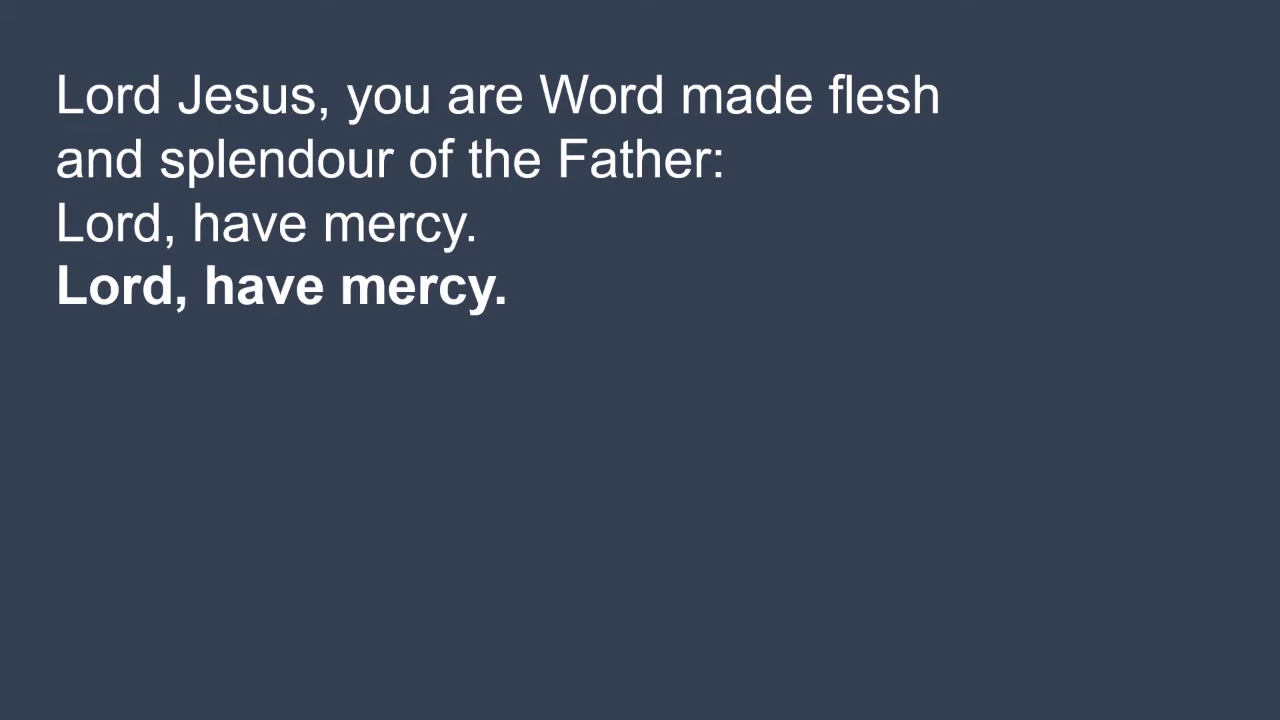 Lord Jesus, you are Word made flesh
and splendour of the Father:
Lord, have mercy.
Lord, have mercy.